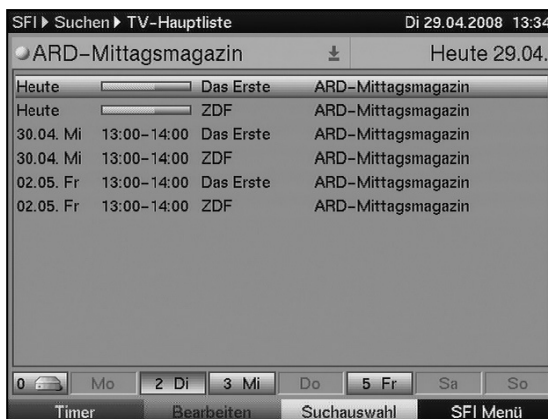 SFI Suchen TV-Hauptliste Di 29.04.2008 13:34
ARD-Mittagsmagazin Heute 29.04.
Heute Das Erste ARD-Mittagsmagazin
Heute ZDF ARD-Mittagsmagazin
30.04. Mi 13:00-14:00 Das Erste ARD-Mittagsmagazin
30.04. Mi 13:00-14:00 ZDF ARD-Mittagsmagazin
02.05. Fr 13:00-14:00 Das Erste ARD-Mittagsmagazin
02.05. Fr 13:00-14:00 ZDF ARD-Mittagsmagazin
0 Mo 2 Di 3 Mi Do 5 Fr Sa So
Timer Bearbeiten Suchauswahl SFI Menü